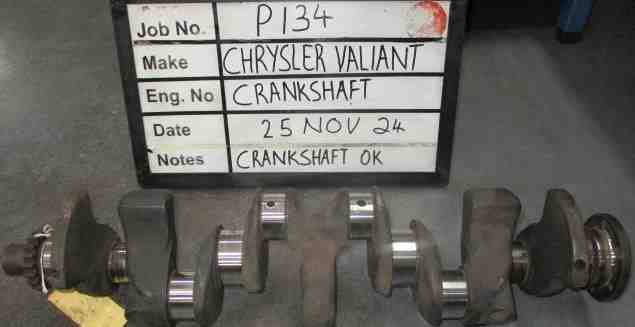 Job No. P134
Make CHRYSLER VALIANT
Eng. No CRANKSHAFT
Date 25 NOV 24
Notes CRANKSHAFT OK